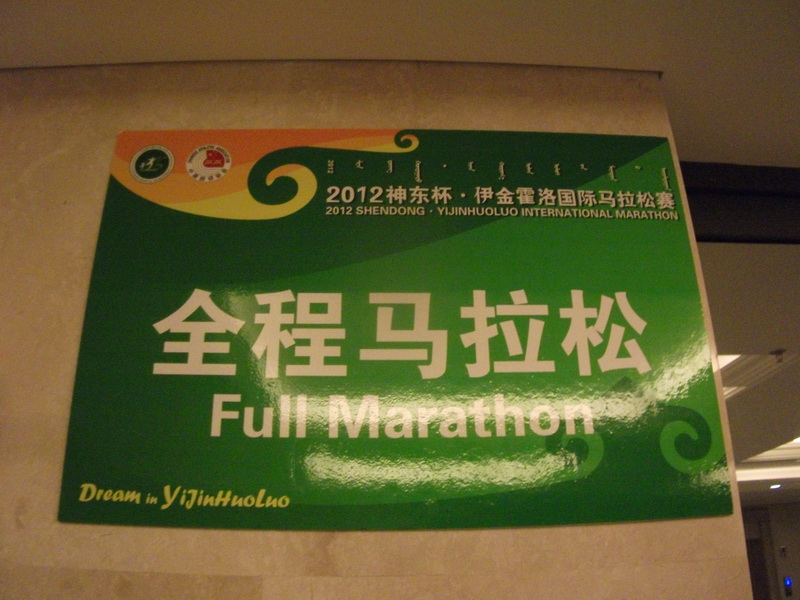 2012神东杯·伊金霍洛国际马拉松赛
2012 SHENDONG · YIJINHUOLUO INTERNATIONAL MARATHON
全程马拉松
Full Marathon
Dream in YiJinHuoLuo